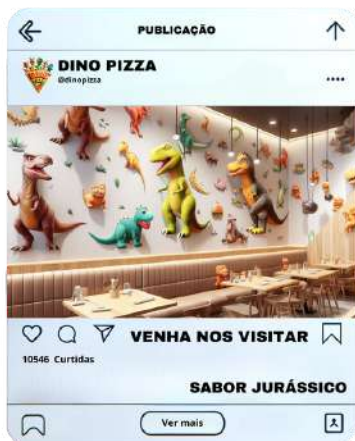 PUBLICAÇÃO
DINO PIZZA
@dinopizza
VENHA NOS VISITAR
10546 Curtidas
SABOR JURÁSSICO
Ver mais